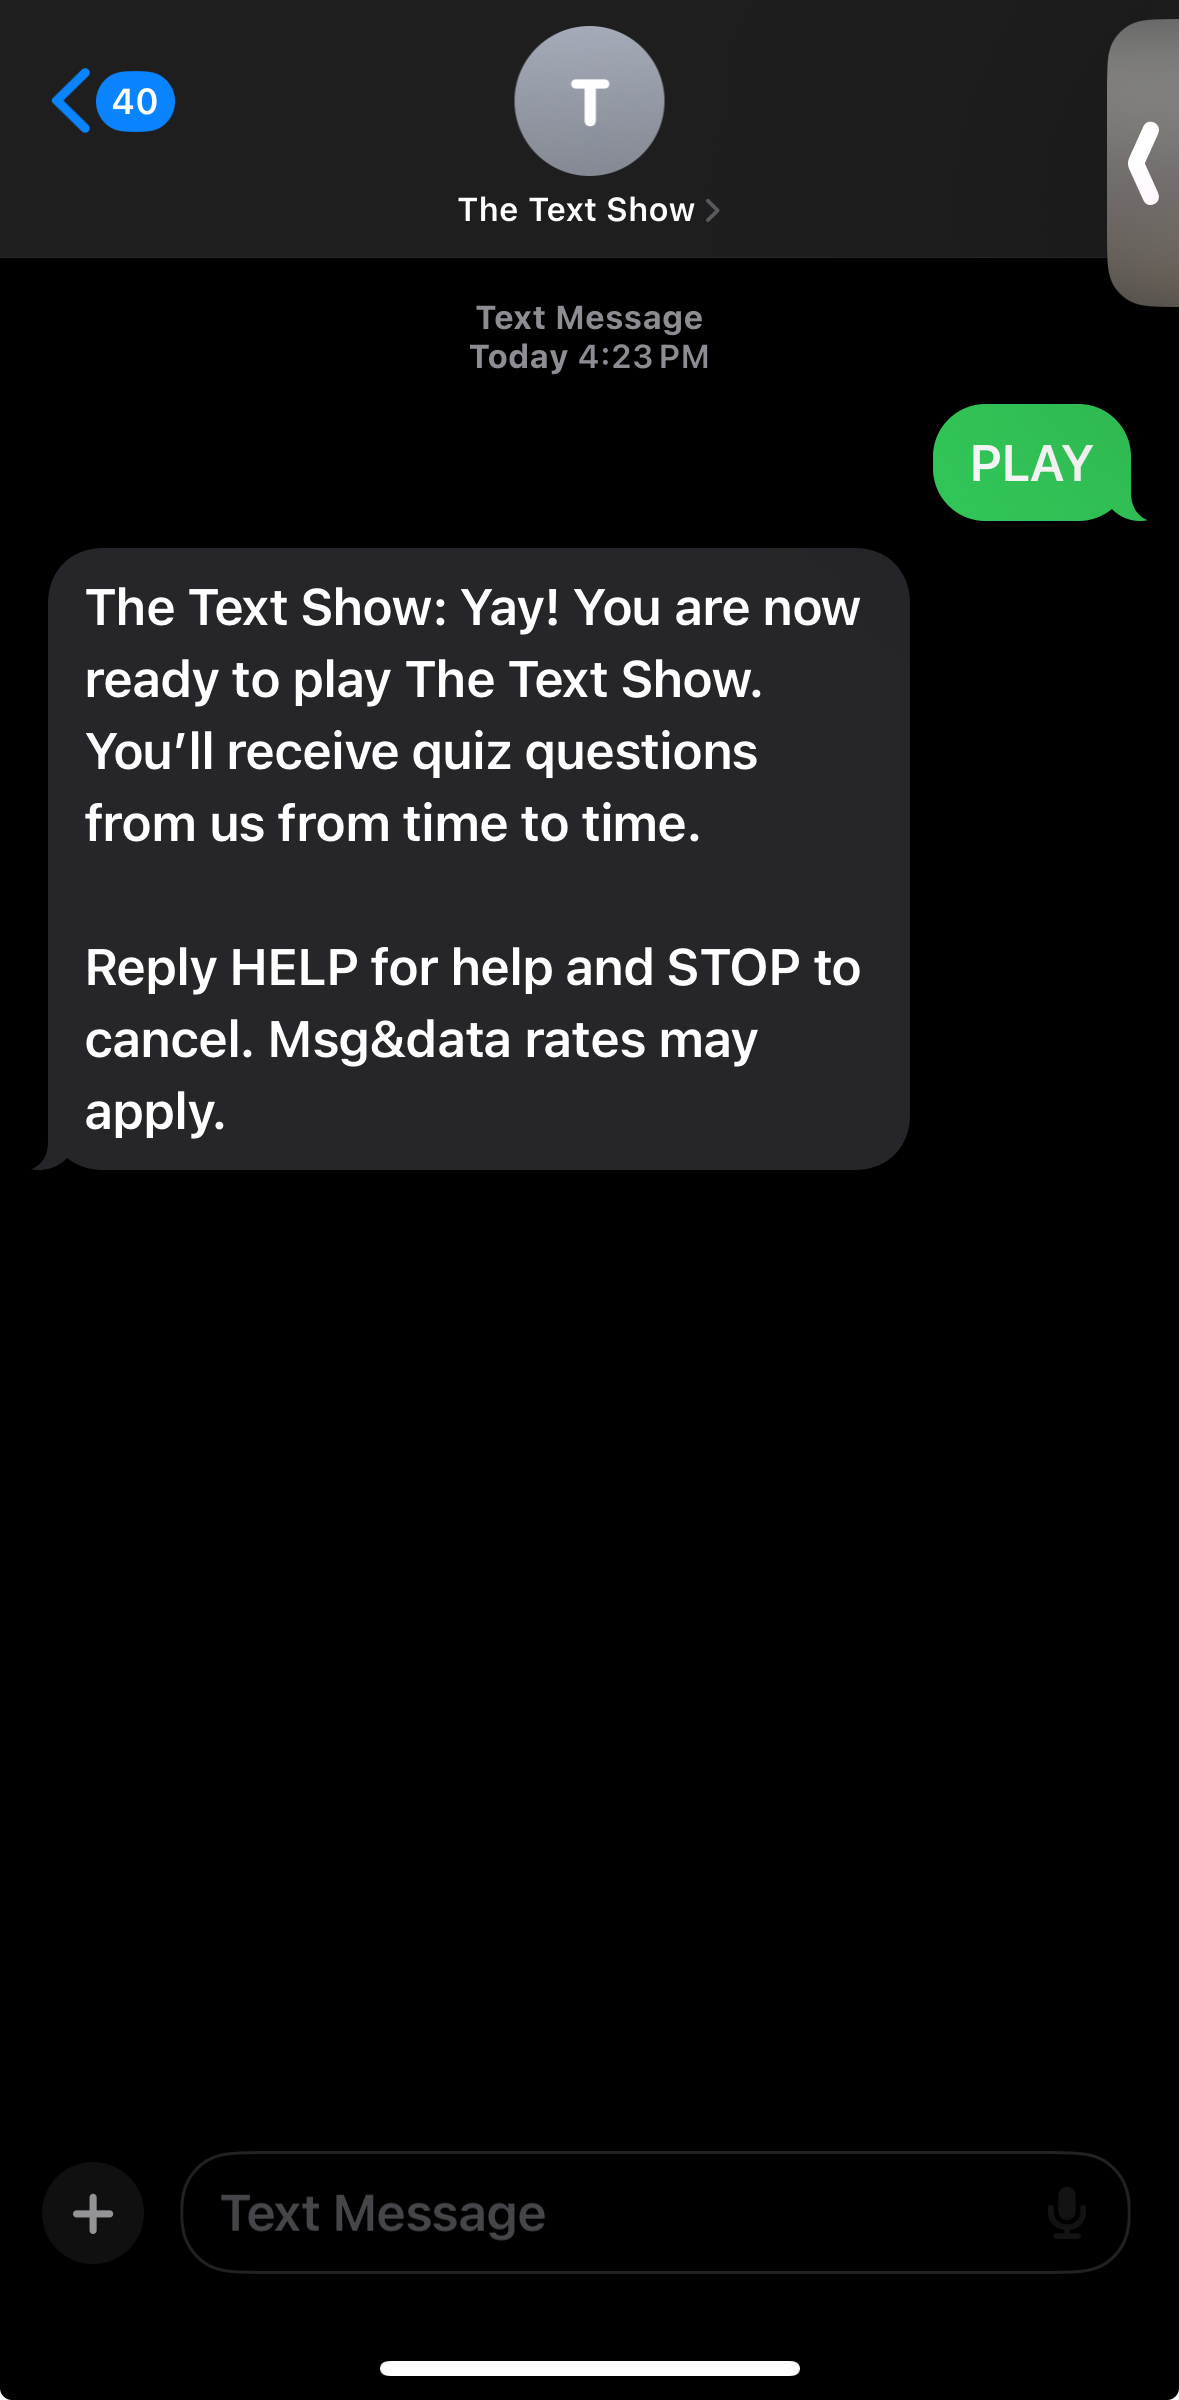 40
T
The Text Show
Text Message
Today 4:23 PM
PLAY
The Text Show: Yay! You are now
ready to play The Text Show.
You’ll receive quiz questions
from us from time to time.
Reply HELP for help and STOP to
cancel. Msg&data rates may
apply.
Text Message